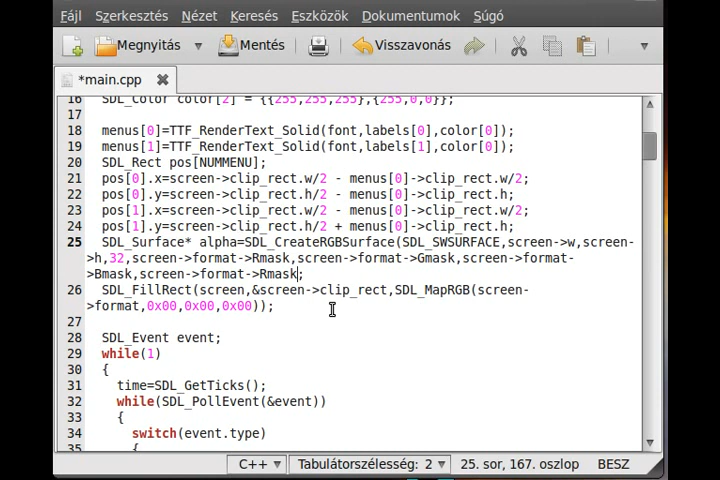 Fájl Szerkesztés Nézet Keresés Eszközök Dokumentumok Súgó
Megnyitás Mentés Visszavonás
*main.cpp
16 SDL_Color color[2] = {{255,255,255},{255,0,0}};
17
18 menus[0]=TTF_RenderText_Solid(font,labels[0],color[0]);
19 menus[1]=TTF_RenderText_Solid(font,labels[1],color[0]);
20 SDL_Rect pos[NUMMENU];
21 pos[0].x=screen->clip_rect.w/2 - menus[0]->clip_rect.w/2;
22 pos[0].y=screen->clip_rect.h/2 - menus[0]->clip_rect.h;
23 pos[1].x=screen->clip_rect.w/2 - menus[0]->clip_rect.w/2;
24 pos[1].y=screen->clip_rect.h/2 + menus[0]->clip_rect.h;
25 SDL_Surface* alpha=SDL_CreateRGBSurface(SDL_SWSURFACE,screen->w,screen-
>h,32,screen->format->Rmask,screen->format->Gmask,screen->format-
>Bmask,screen->format->Rmask;
26 SDL_FillRect(screen,&screen->clip_rect,SDL_MapRGB(screen-
>format,0x00,0x00,0x00));
27
28 SDL_Event event;
29 while(1)
30 {
31 time=SDL_GetTicks();
32 while(SDL_PollEvent(&event))
33 {
34 switch(event.type)
35 {
C++ Tabulátorszélesség: 2 25. sor, 167. oszlop BESZ